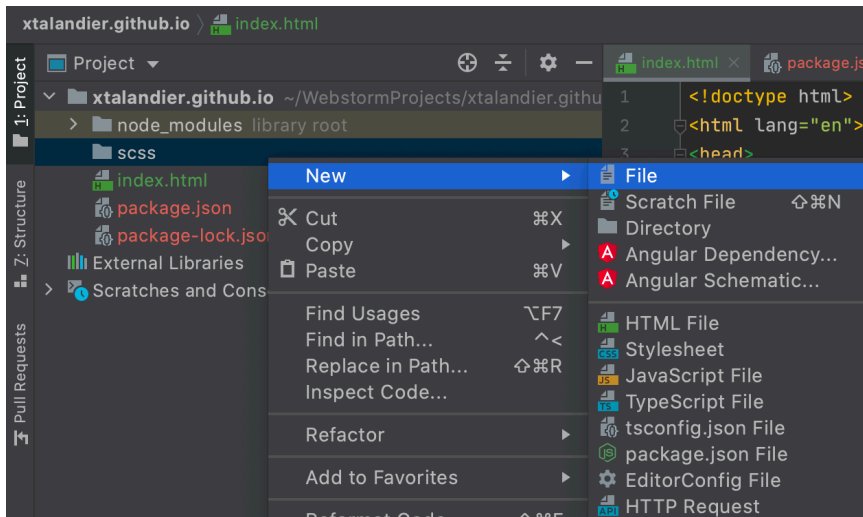 xtalandier.github.io 〉 index.html
Project
index.html
package.js
1: Project
Z: Structure
Pull Requests
xtalandier.github.io ~/WebstormProjects/xtalandier.githu
node_modules library root
scss
index.html
package.json
package-lock.jso
External Libraries
Scratches and Cons
1 <!doctype html>
2 <html lang="en">
3 <head>
New
Cut ⌘X
Copy
Paste ⌘V
Find Usages ⌥F7
Find in Path... ^<
Replace in Path... ⇧⌘R
Inspect Code...
Refactor
Add to Favorites
Reformat Code ⇧⌘F
File
Scratch File ⇧⌘N
Directory
Angular Dependency...
Angular Schematic...
HTML File
Stylesheet
JavaScript File
TypeScript File
tsconfig.json File
package.json File
EditorConfig File
HTTP Request